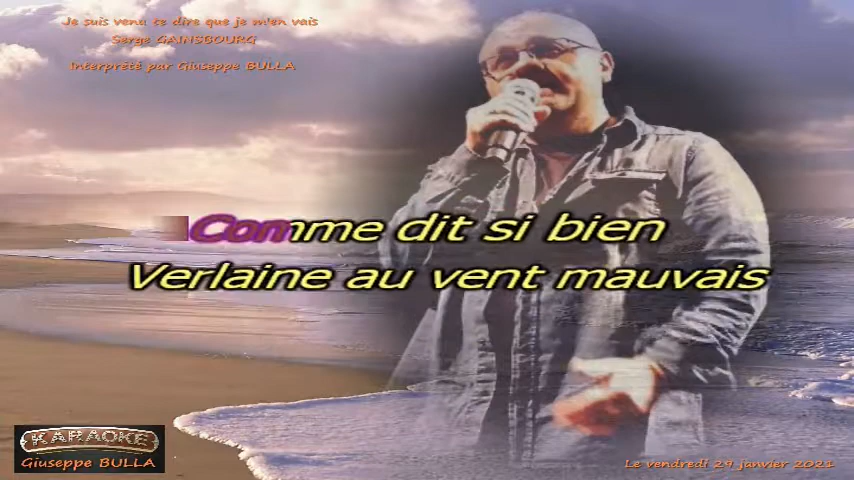 Je suis venu te dire que je m'en vais
Serge GAINSBOURG
Interprêté par Giuseppe BULLA
Comme dit si bien
Verlaine au vent mauvais
KARAOKE
Giuseppe BULLA
Le vendredi 29 janvier 2021